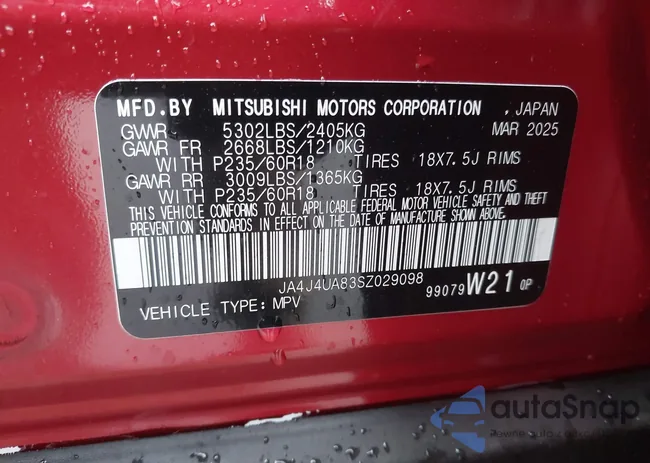 MFD.BY MITSUBISHI MOTORS CORPORATION , JAPAN
GVWR 5302LBS/2405KG MAR 2025
GAWR FR 2668LBS/1210KG
WITH P235/60R18 TIRES 18X7.5J RIMS
GAWR RR 3009LBS/1365KG
WITH P235/60R18 TIRES 18X7.5J RIMS
THIS VEHICLE CONFORMS TO ALL APPLICABLE FEDERAL MOTOR VEHICLE SAFETY AND THEFT
PREVENTION STANDARDS IN EFFECT ON THE DATE OF MANUFACTURE SHOWN ABOVE.
JA4J4UA83SZ029098
99079 W21 0P
VEHICLE TYPE: MPV
autoSnap